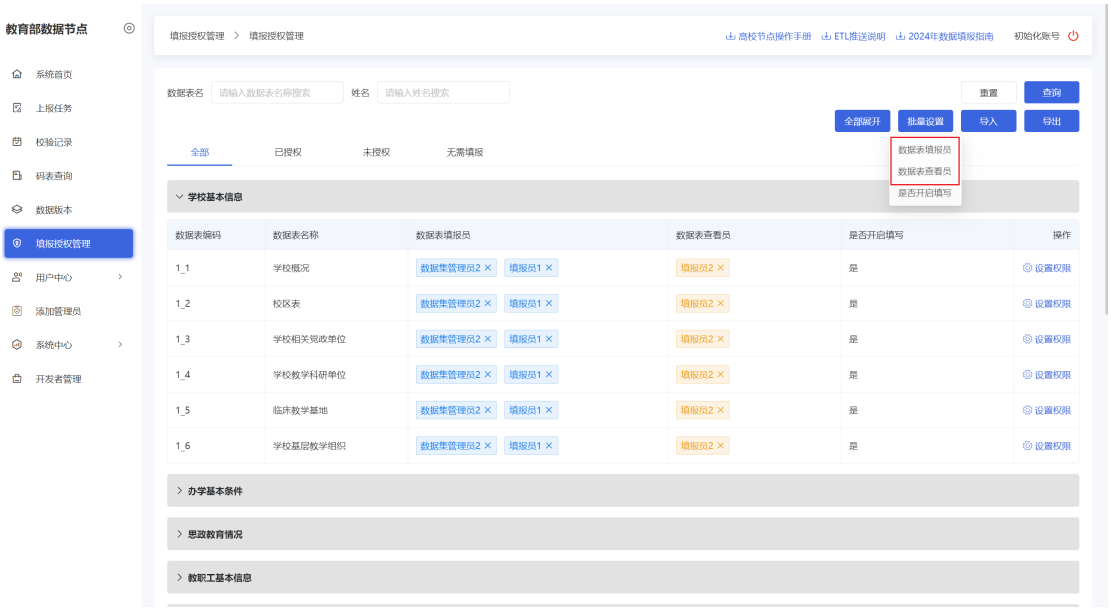 教育部数据节点
系统首页
上报任务
校验记录
码表查询
数据版本
填报授权管理
用户中心
添加管理员
系统中心
开发者管理
填报授权管理 > 填报授权管理
高校节点操作手册 ETL推送说明 2024年数据填报指南 初始化账号
数据表名 请输入数据表名称搜索 姓名 请输入姓名搜索 重置 查询
全部展开 批量设置 导入 导出
数据表填报员
数据表查看员
是否开启填写
全部 已授权 未授权 无需填报
学校基本信息
数据表编码 数据表名称 数据表填报员 数据表查看员 是否开启填写 操作
1_1 学校概况 数据集管理员2 × 填报员1 × 填报员2 × 是 设置权限
1_2 校区表 数据集管理员2 × 填报员1 × 填报员2 × 是 设置权限
1_3 学校相关党政单位 数据集管理员2 × 填报员1 × 填报员2 × 是 设置权限
1_4 学校教学科研单位 数据集管理员2 × 填报员1 × 填报员2 × 是 设置权限
1_5 临床教学基地 数据集管理员2 × 填报员1 × 填报员2 × 是 设置权限
1_6 学校基层教学组织 数据集管理员2 × 填报员1 × 填报员2 × 是 设置权限
办学基本条件
思政教育情况
教职工基本信息